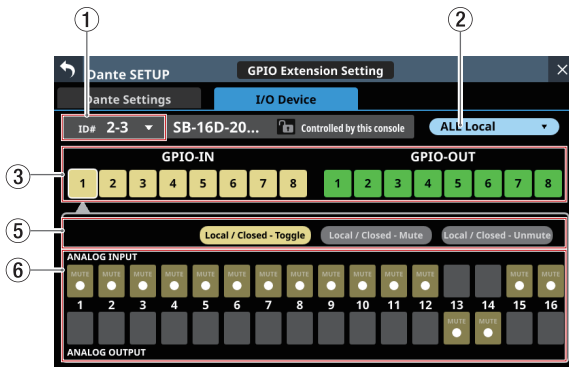 ① ②
Dante SETUP GPIO Extension Setting ×
Dante Settings I/O Device
ID# 2-3 ▼ SB-16D-20... Controlled by this console ALL Local ▼
③ GPIO-IN GPIO-OUT
1 2 3 4 5 6 7 8 1 2 3 4 5 6 7 8
⑤ Local / Closed - Toggle Local / Closed - Mute Local / Closed - Unmute
⑥ ANALOG INPUT
MUTE MUTE MUTE MUTE MUTE MUTE MUTE MUTE MUTE MUTE MUTE MUTE MUTE MUTE
1 2 3 4 5 6 7 8 9 10 11 12 13 14 15 16
MUTE MUTE
ANALOG OUTPUT